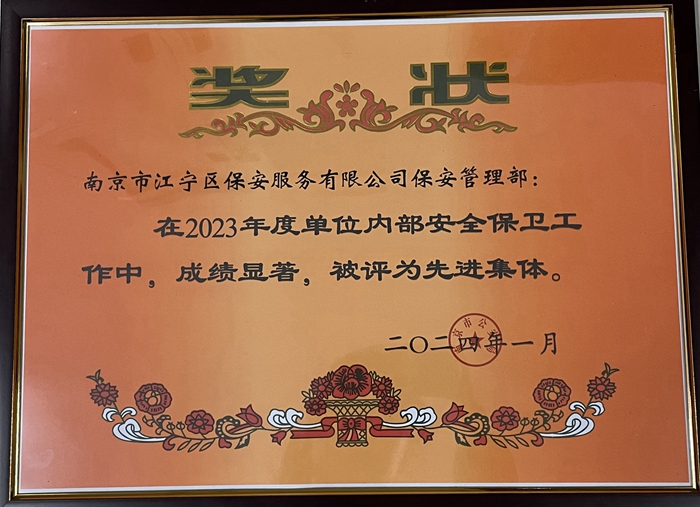 奖状
南京市江宁区保安服务有限公司保安管理部：
在2023年度单位内部安全保卫工
作中，成绩显著，被评为先进集体。
二〇二四年一月